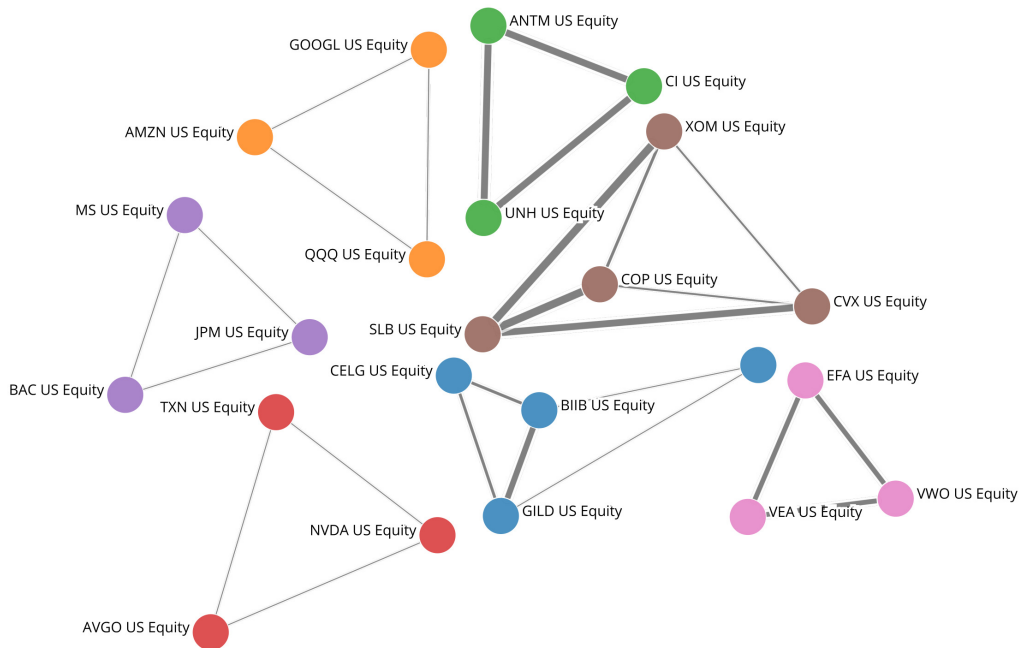 ANTM US Equity
GOOGL US Equity
CI US Equity
XOM US Equity
AMZN US Equity
MS US Equity
UNH US Equity
QQQ US Equity
COP US Equity
CVX US Equity
SLB US Equity
JPM US Equity
CELG US Equity
EFA US Equity
BAC US Equity
TXN US Equity
BIIB US Equity
VWO US Equity
GILD US Equity
VEA US Equity
NVDA US Equity
AVGO US Equity